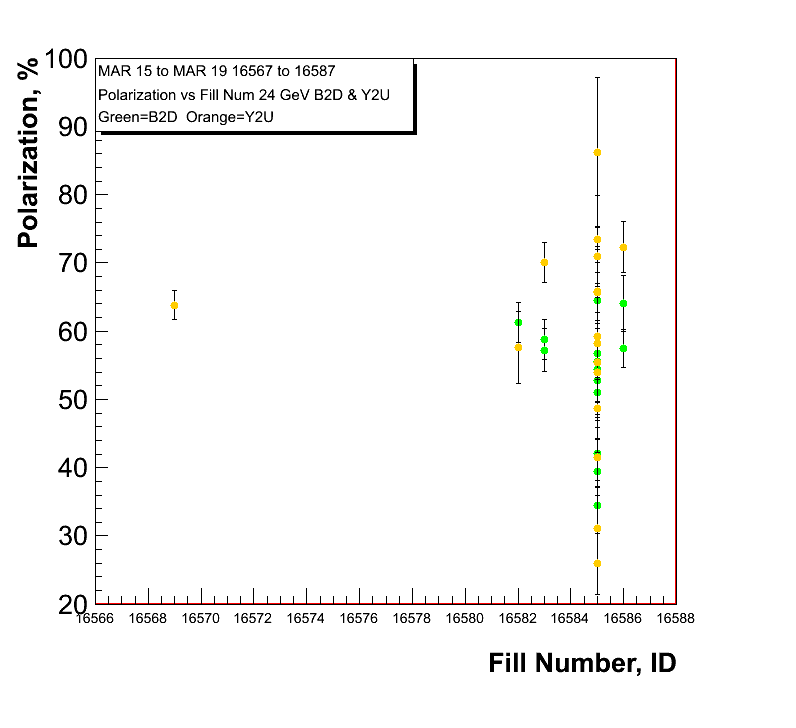 100
MAR 15 to MAR 19 16567 to 16587
Polarization vs Fill Num 24 GeV B2D & Y2U
Green=B2D Orange=Y2U
Polarization, %
90
80
70
60
50
40
30
20
16566 16568 16570 16572 16574 16576 16578 16580 16582 16584 16586 16588
Fill Number, ID